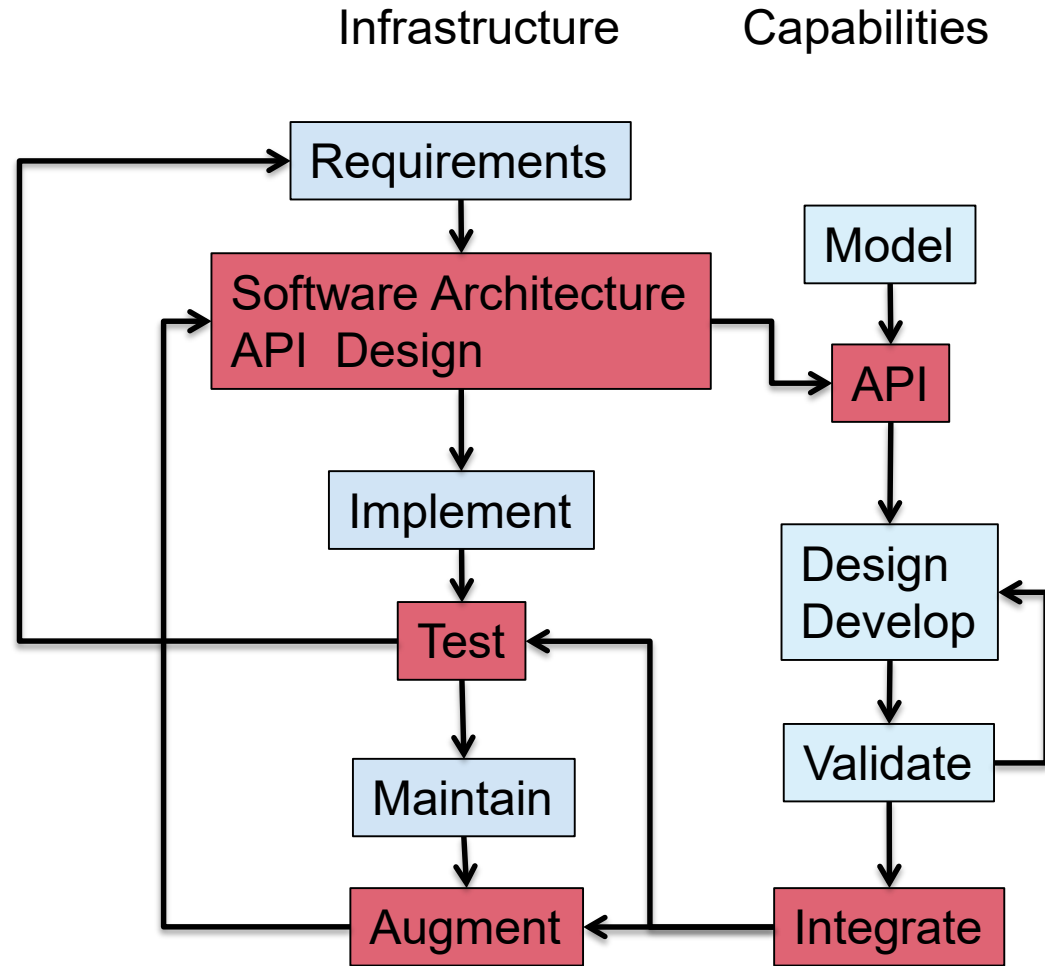 Infrastructure
Capabilities
Requirements
Software Architecture
API Design
Implement
Test
Maintain
Augment
Model
API
Design
Develop
Validate
Integrate